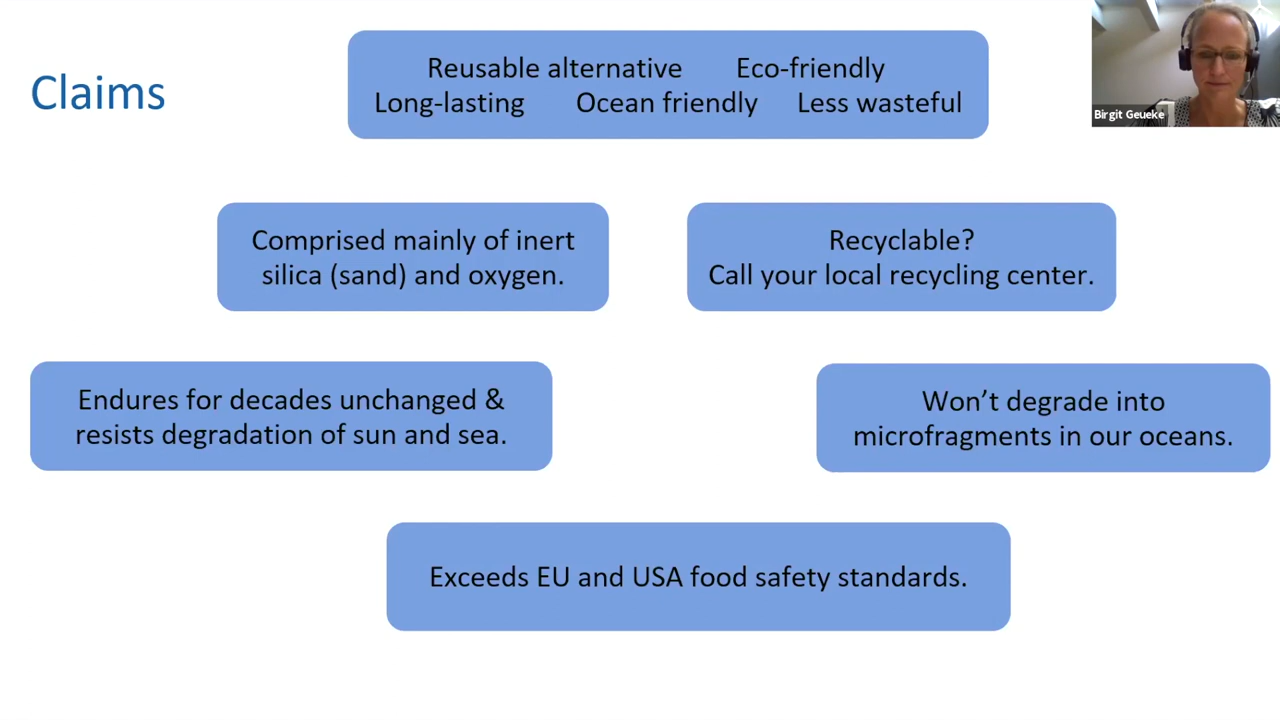 Claims
Reusable alternative Eco-friendly
Long-lasting Ocean friendly Less wasteful
Birgit Geueke
Comprised mainly of inert
silica (sand) and oxygen.
Recyclable?
Call your local recycling center.
Endures for decades unchanged &
resists degradation of sun and sea.
Won’t degrade into
microfragments in our oceans.
Exceeds EU and USA food safety standards.